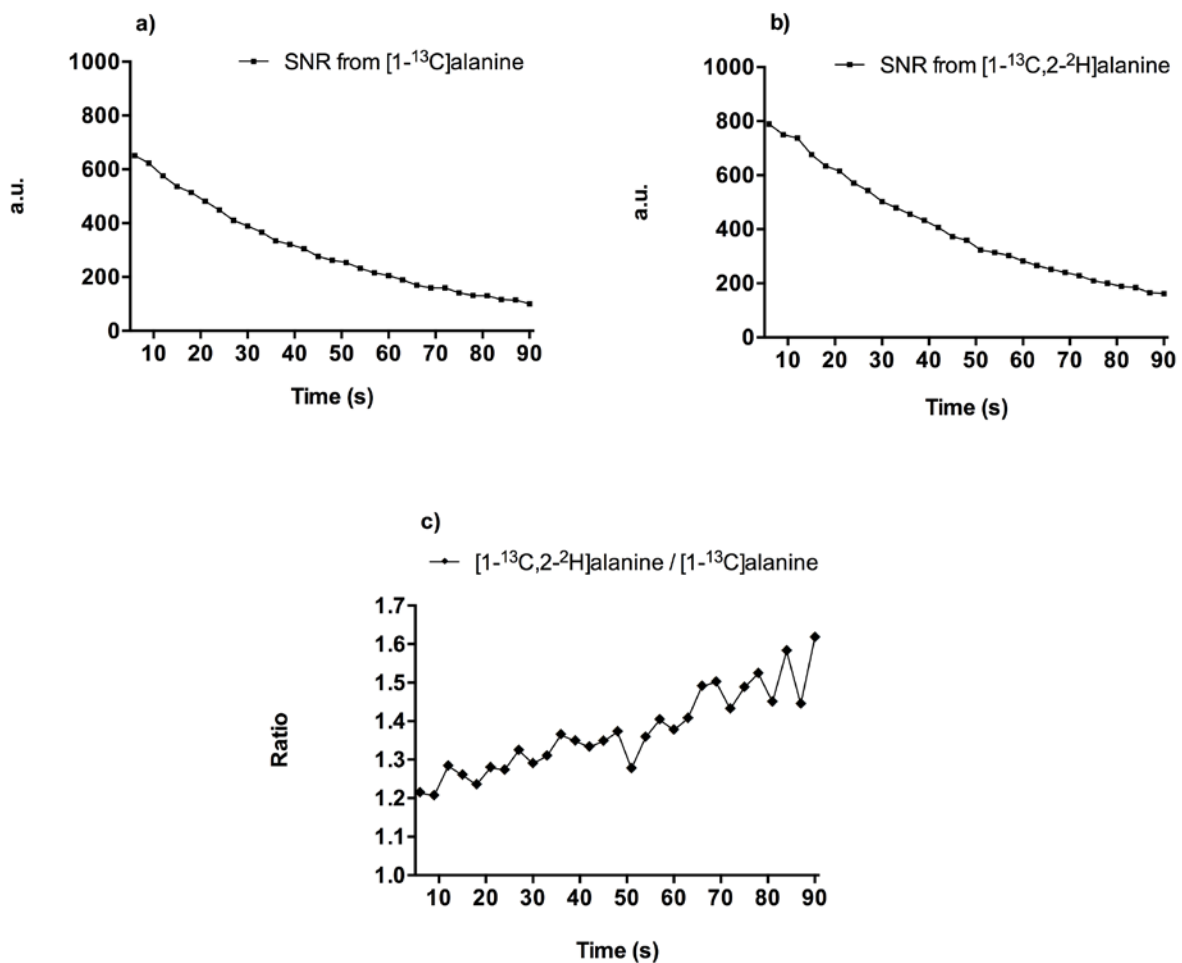 a)
SNR from [1-¹³C]alanine
1000
800
600
400
200
0
a.u.
10 20 30 40 50 60 70 80 90
Time (s)
b)
SNR from [1-¹³C,2-²H]alanine
1000
800
600
400
200
0
a.u.
10 20 30 40 50 60 70 80 90
Time (s)
c)
[1-¹³C,2-²H]alanine / [1-¹³C]alanine
1.7
1.6
1.5
1.4
1.3
1.2
1.1
1.0
Ratio
10 20 30 40 50 60 70 80 90
Time (s)